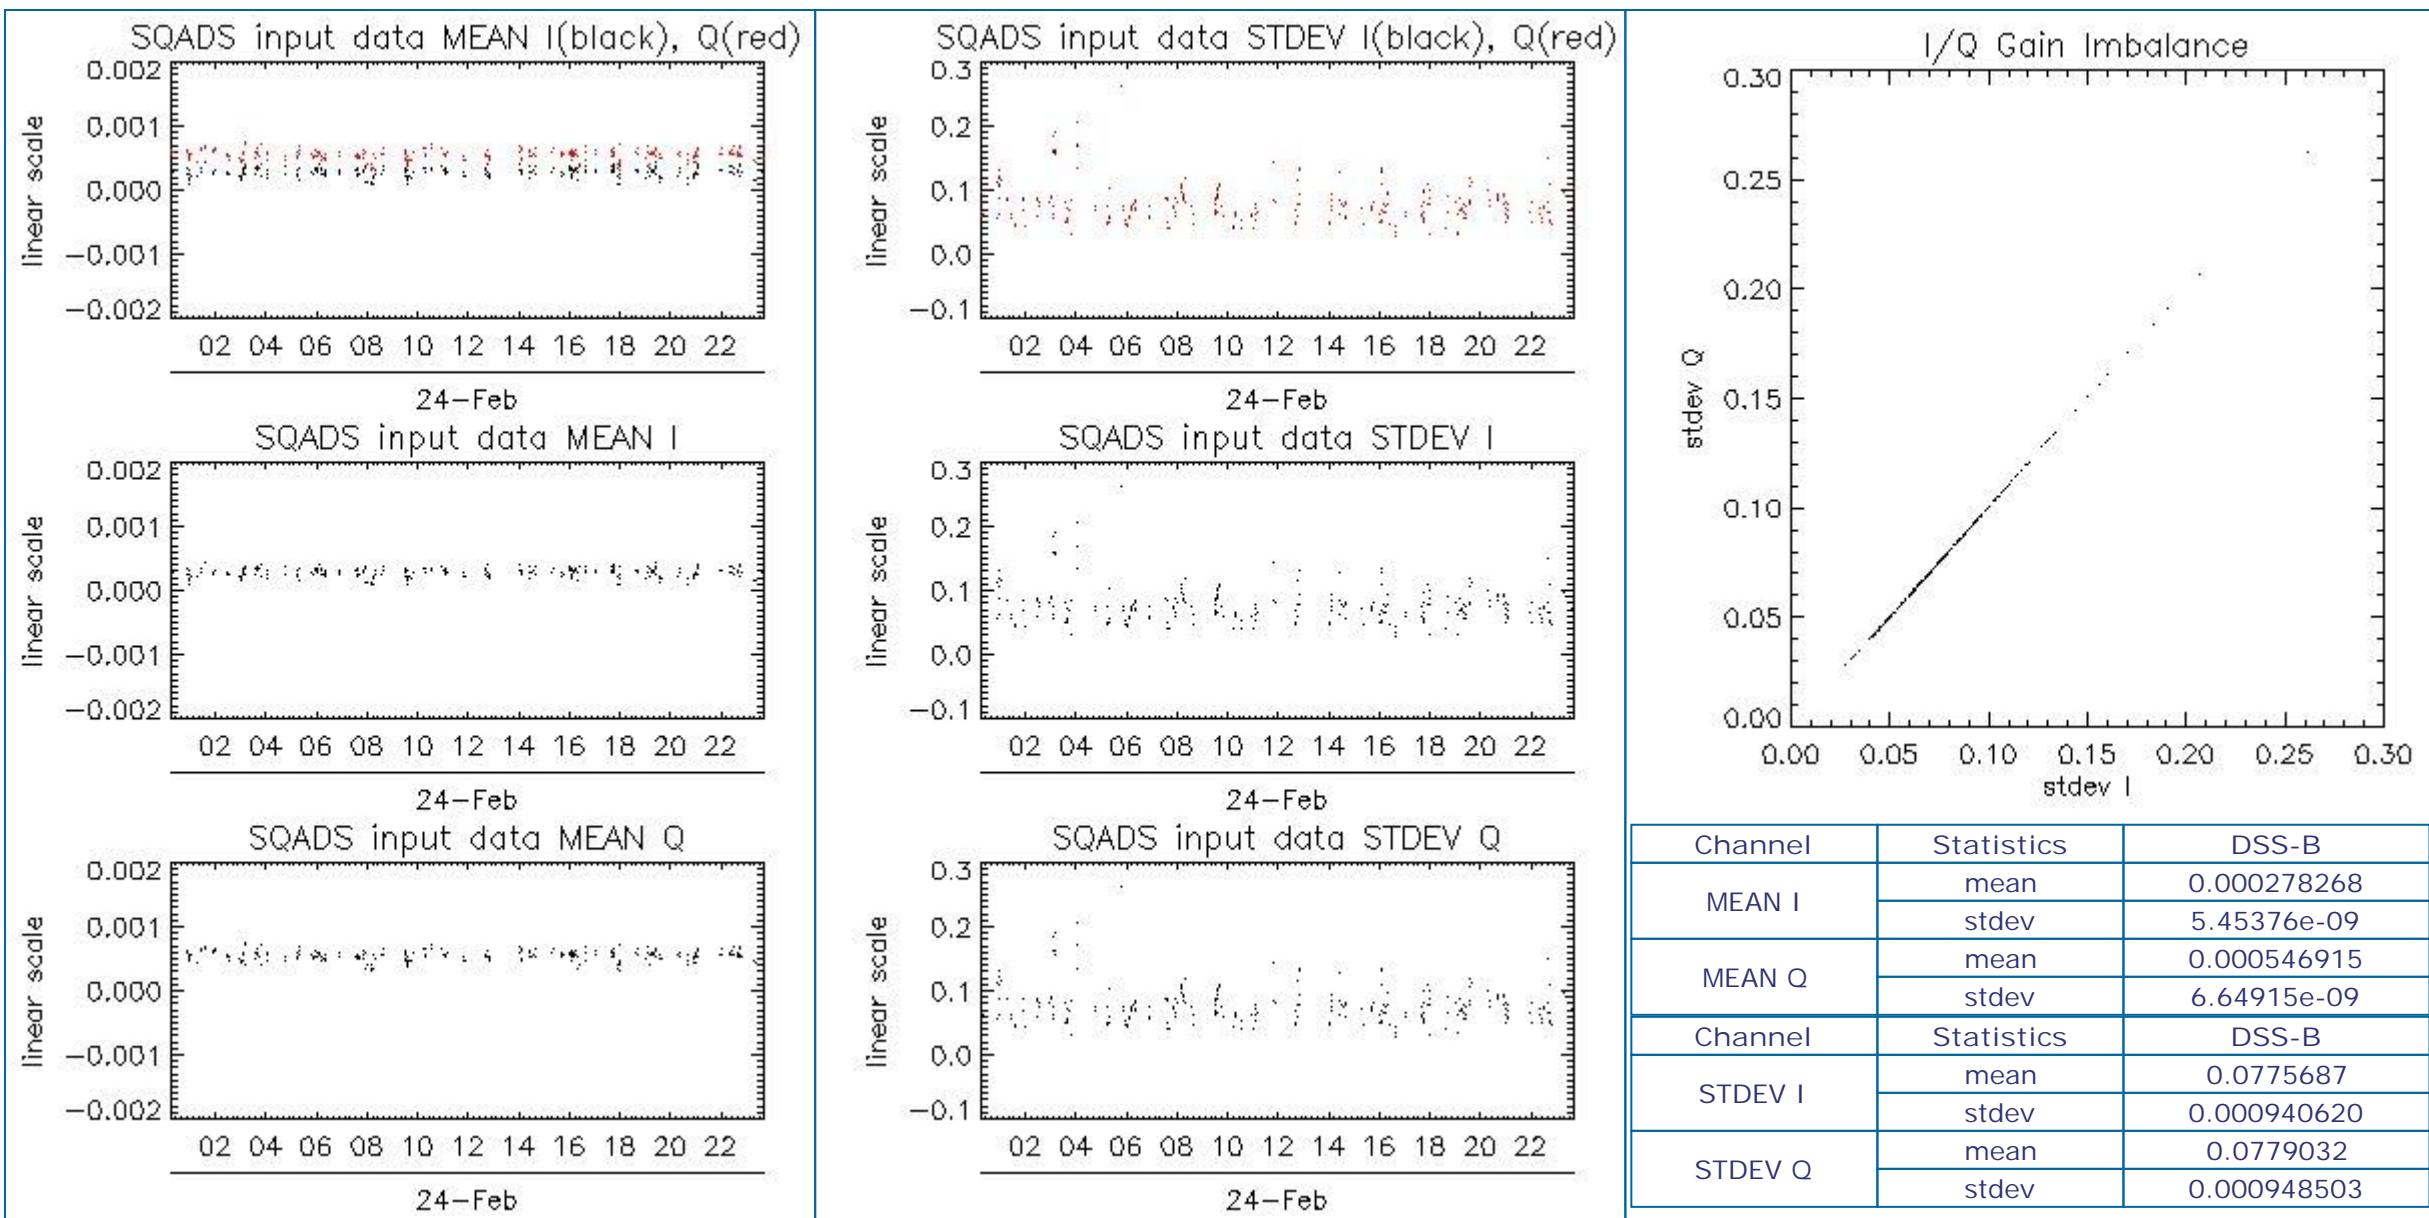 SQADS input data MEAN I(black), Q(red)
0.002
0.001
0.000
-0.001
-0.002
linear scale
02 04 06 08 10 12 14 16 18 20 22
24-Feb
SQADS input data MEAN I
0.002
0.001
0.000
-0.001
-0.002
linear scale
02 04 06 08 10 12 14 16 18 20 22
24-Feb
SQADS input data MEAN Q
0.002
0.001
0.000
-0.001
-0.002
linear scale
02 04 06 08 10 12 14 16 18 20 22
24-Feb
SQADS input data STDEV I(black), Q(red)
0.3
0.2
0.1
0.0
-0.1
linear scale
02 04 06 08 10 12 14 16 18 20 22
24-Feb
SQADS input data STDEV I
0.3
0.2
0.1
0.0
-0.1
linear scale
02 04 06 08 10 12 14 16 18 20 22
24-Feb
SQADS input data STDEV Q
0.3
0.2
0.1
0.0
-0.1
linear scale
02 04 06 08 10 12 14 16 18 20 22
24-Feb
I/Q Gain Imbalance
0.30
0.25
0.20
0.15
0.10
0.05
0.00
stdev Q
0.00 0.05 0.10 0.15 0.20 0.25 0.30
stdev I
Channel Statistics DSS-B
MEAN I mean 0.000278268
stdev 5.45376e-09
MEAN Q mean 0.000546915
stdev 6.64915e-09
Channel Statistics DSS-B
STDEV I mean 0.0775687
stdev 0.000940620
STDEV Q mean 0.0779032
stdev 0.000948503